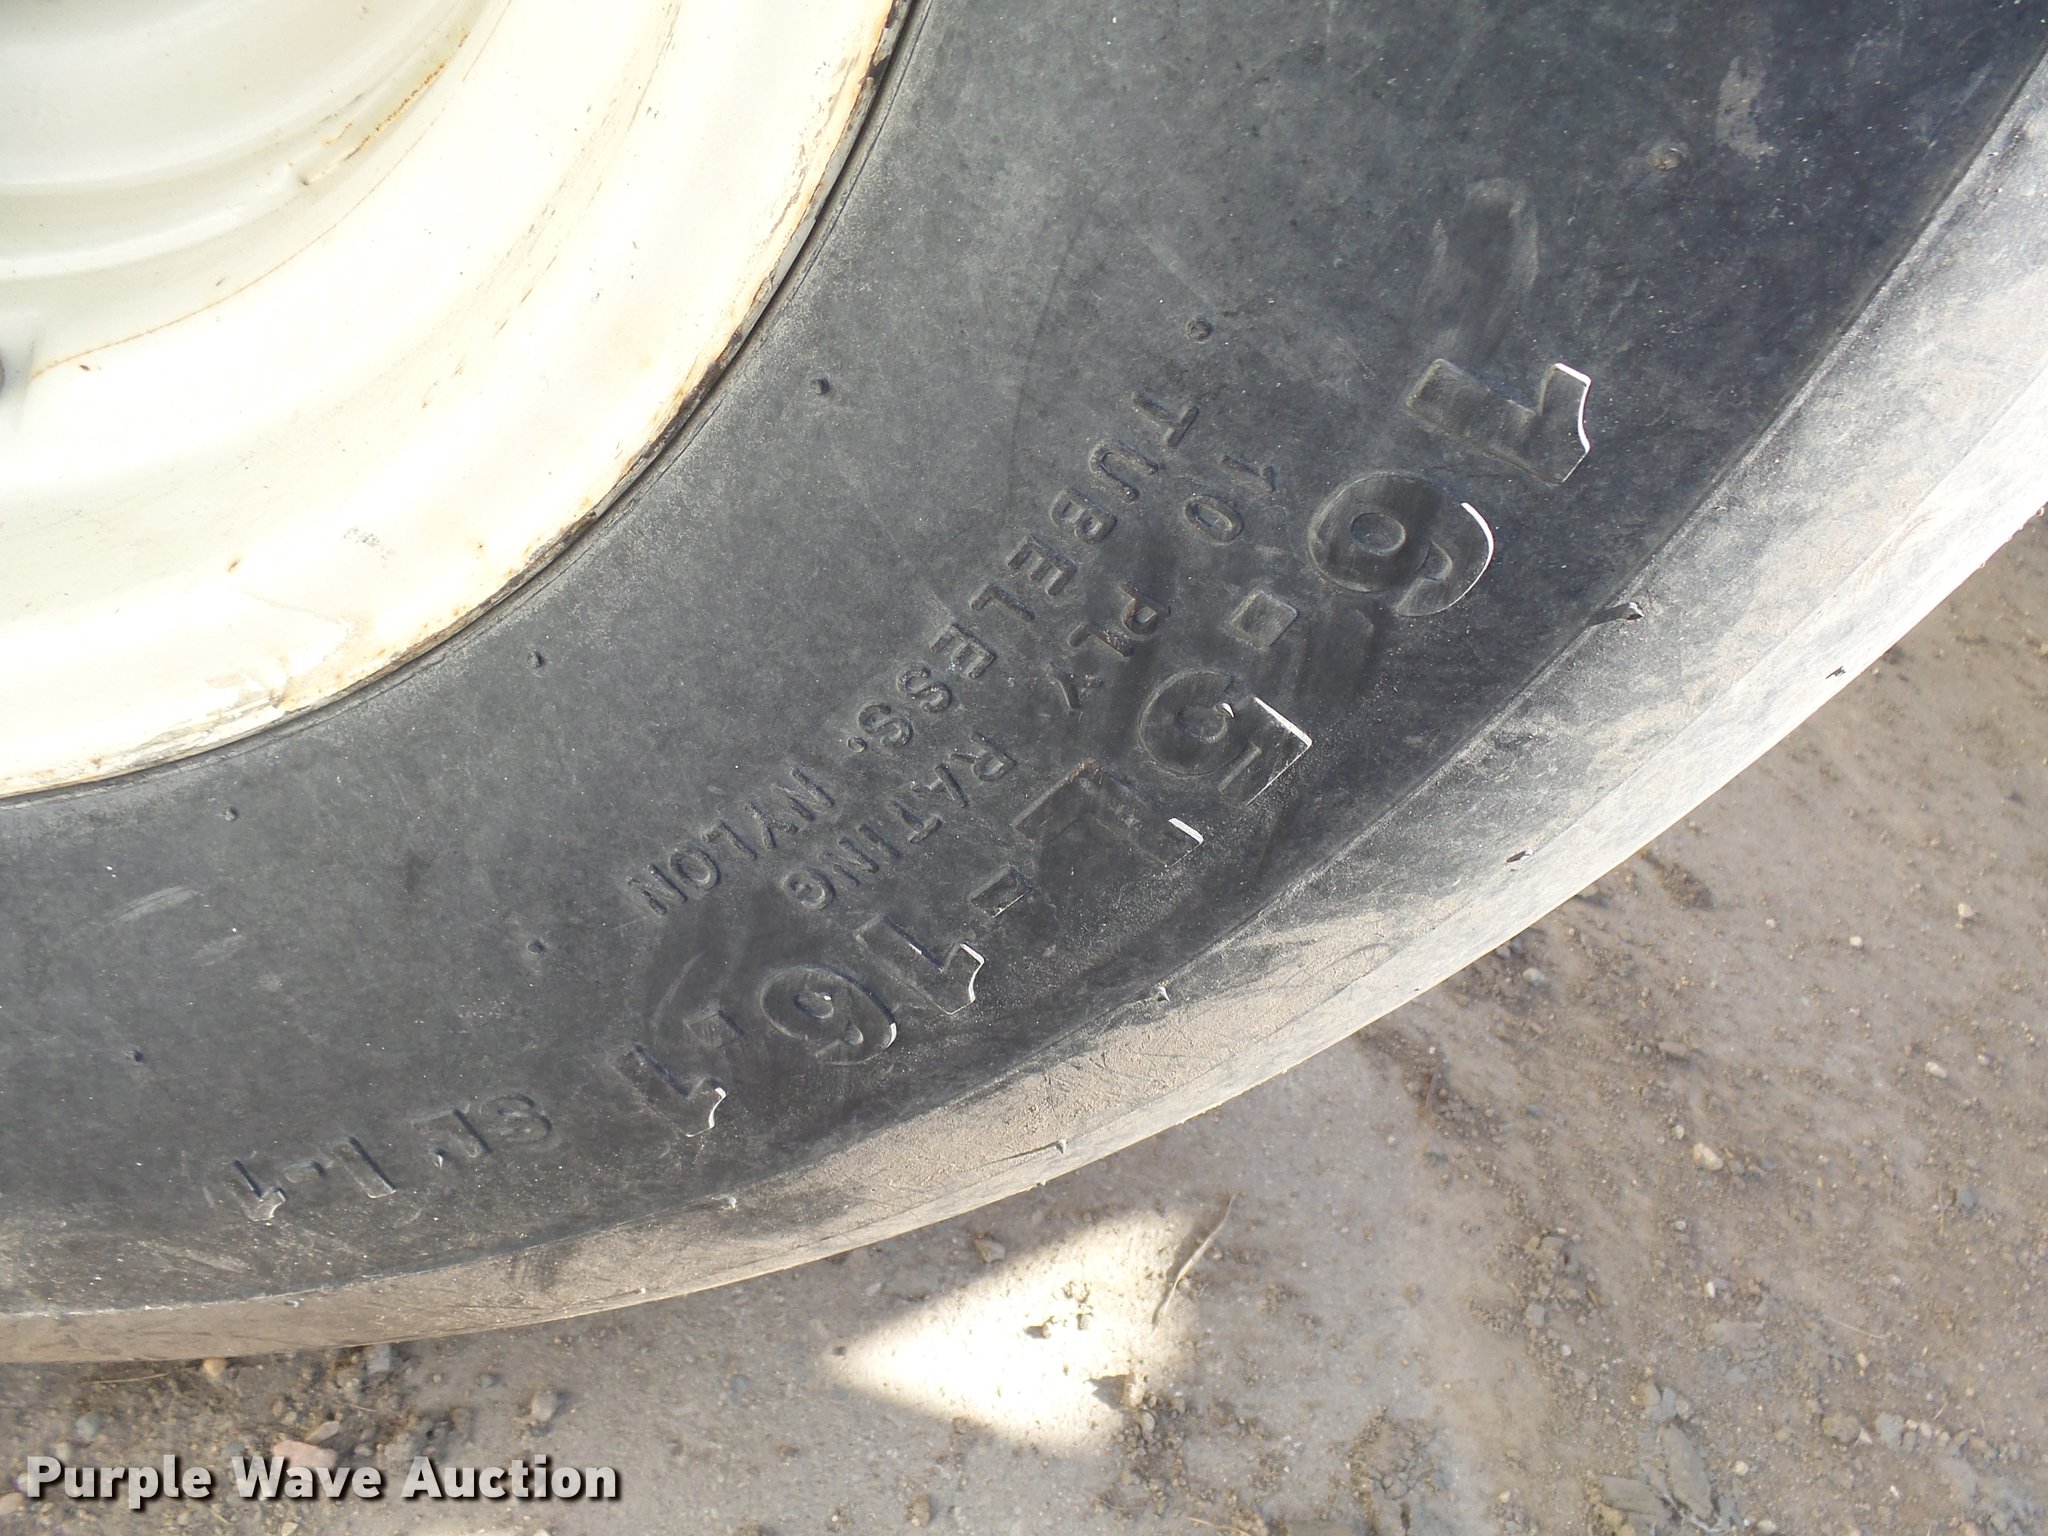 16.5L-16.1 SL I-1
10 PLY RATING
TUBELESS. NYLON
Purple Wave Auction